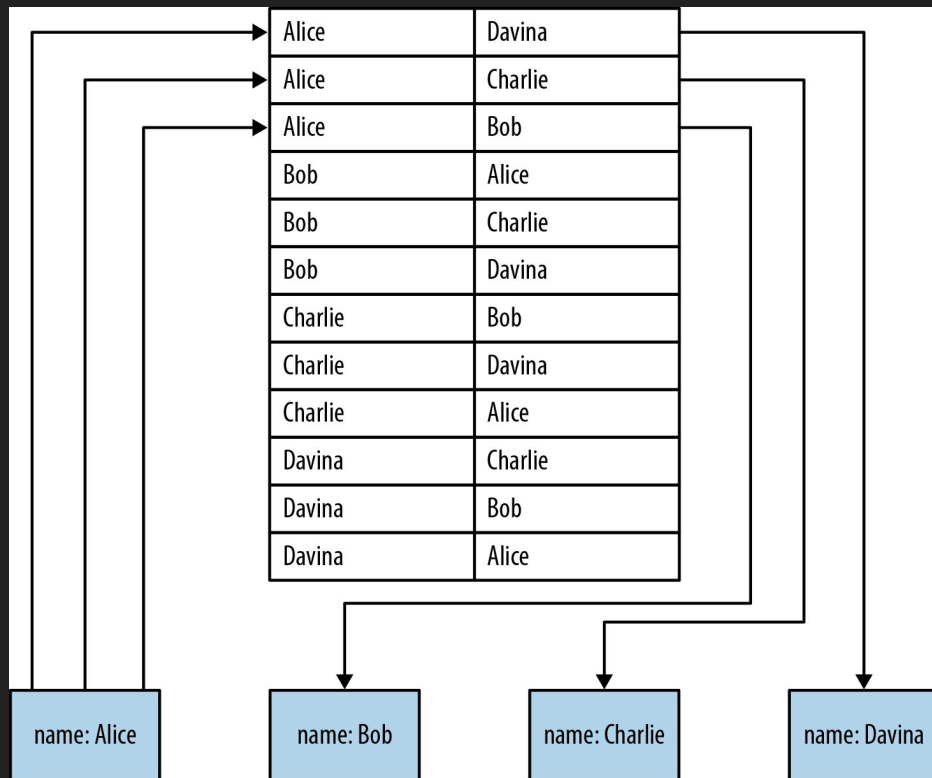 Alice Davina
Alice Charlie
Alice Bob
Bob Alice
Bob Charlie
Bob Davina
Charlie Bob
Charlie Davina
Charlie Alice
Davina Charlie
Davina Bob
Davina Alice
name: Alice name: Bob name: Charlie name: Davina